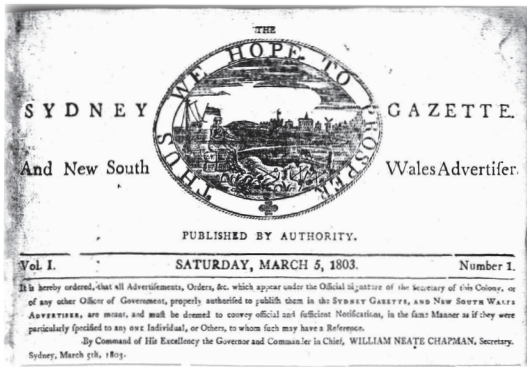 THE
THUS WE HOPE TO PROSPER
SYDNEY GAZETTE.
And New South Wales Advertiſer.
PUBLISHED BY AUTHORITY.
Vol. I. SATURDAY, MARCH 5, 1803. Number 1.
It is hereby ordered, that all Advertiſements, Orders, &c. which appear under the Official Signature of the Secretary of this Colony, or
of any other Officer of Government, properly authoriſed to publiſh them in the SYDNEY GAZETTE, AND NEW SOUTH WALES
ADVERTISER, are meant, and muſt be deemed to convey official and ſufficient Notifications, in the ſame Manner as if they were
particularly ſpecified to any ONE Individual, or Others, to whom ſuch may have a Reference.
By Command of His Excellency the Governor and Commander in Chief, WILLIAM NEATE CHAPMAN, Secretary.
Sydney, March 5th, 1803.